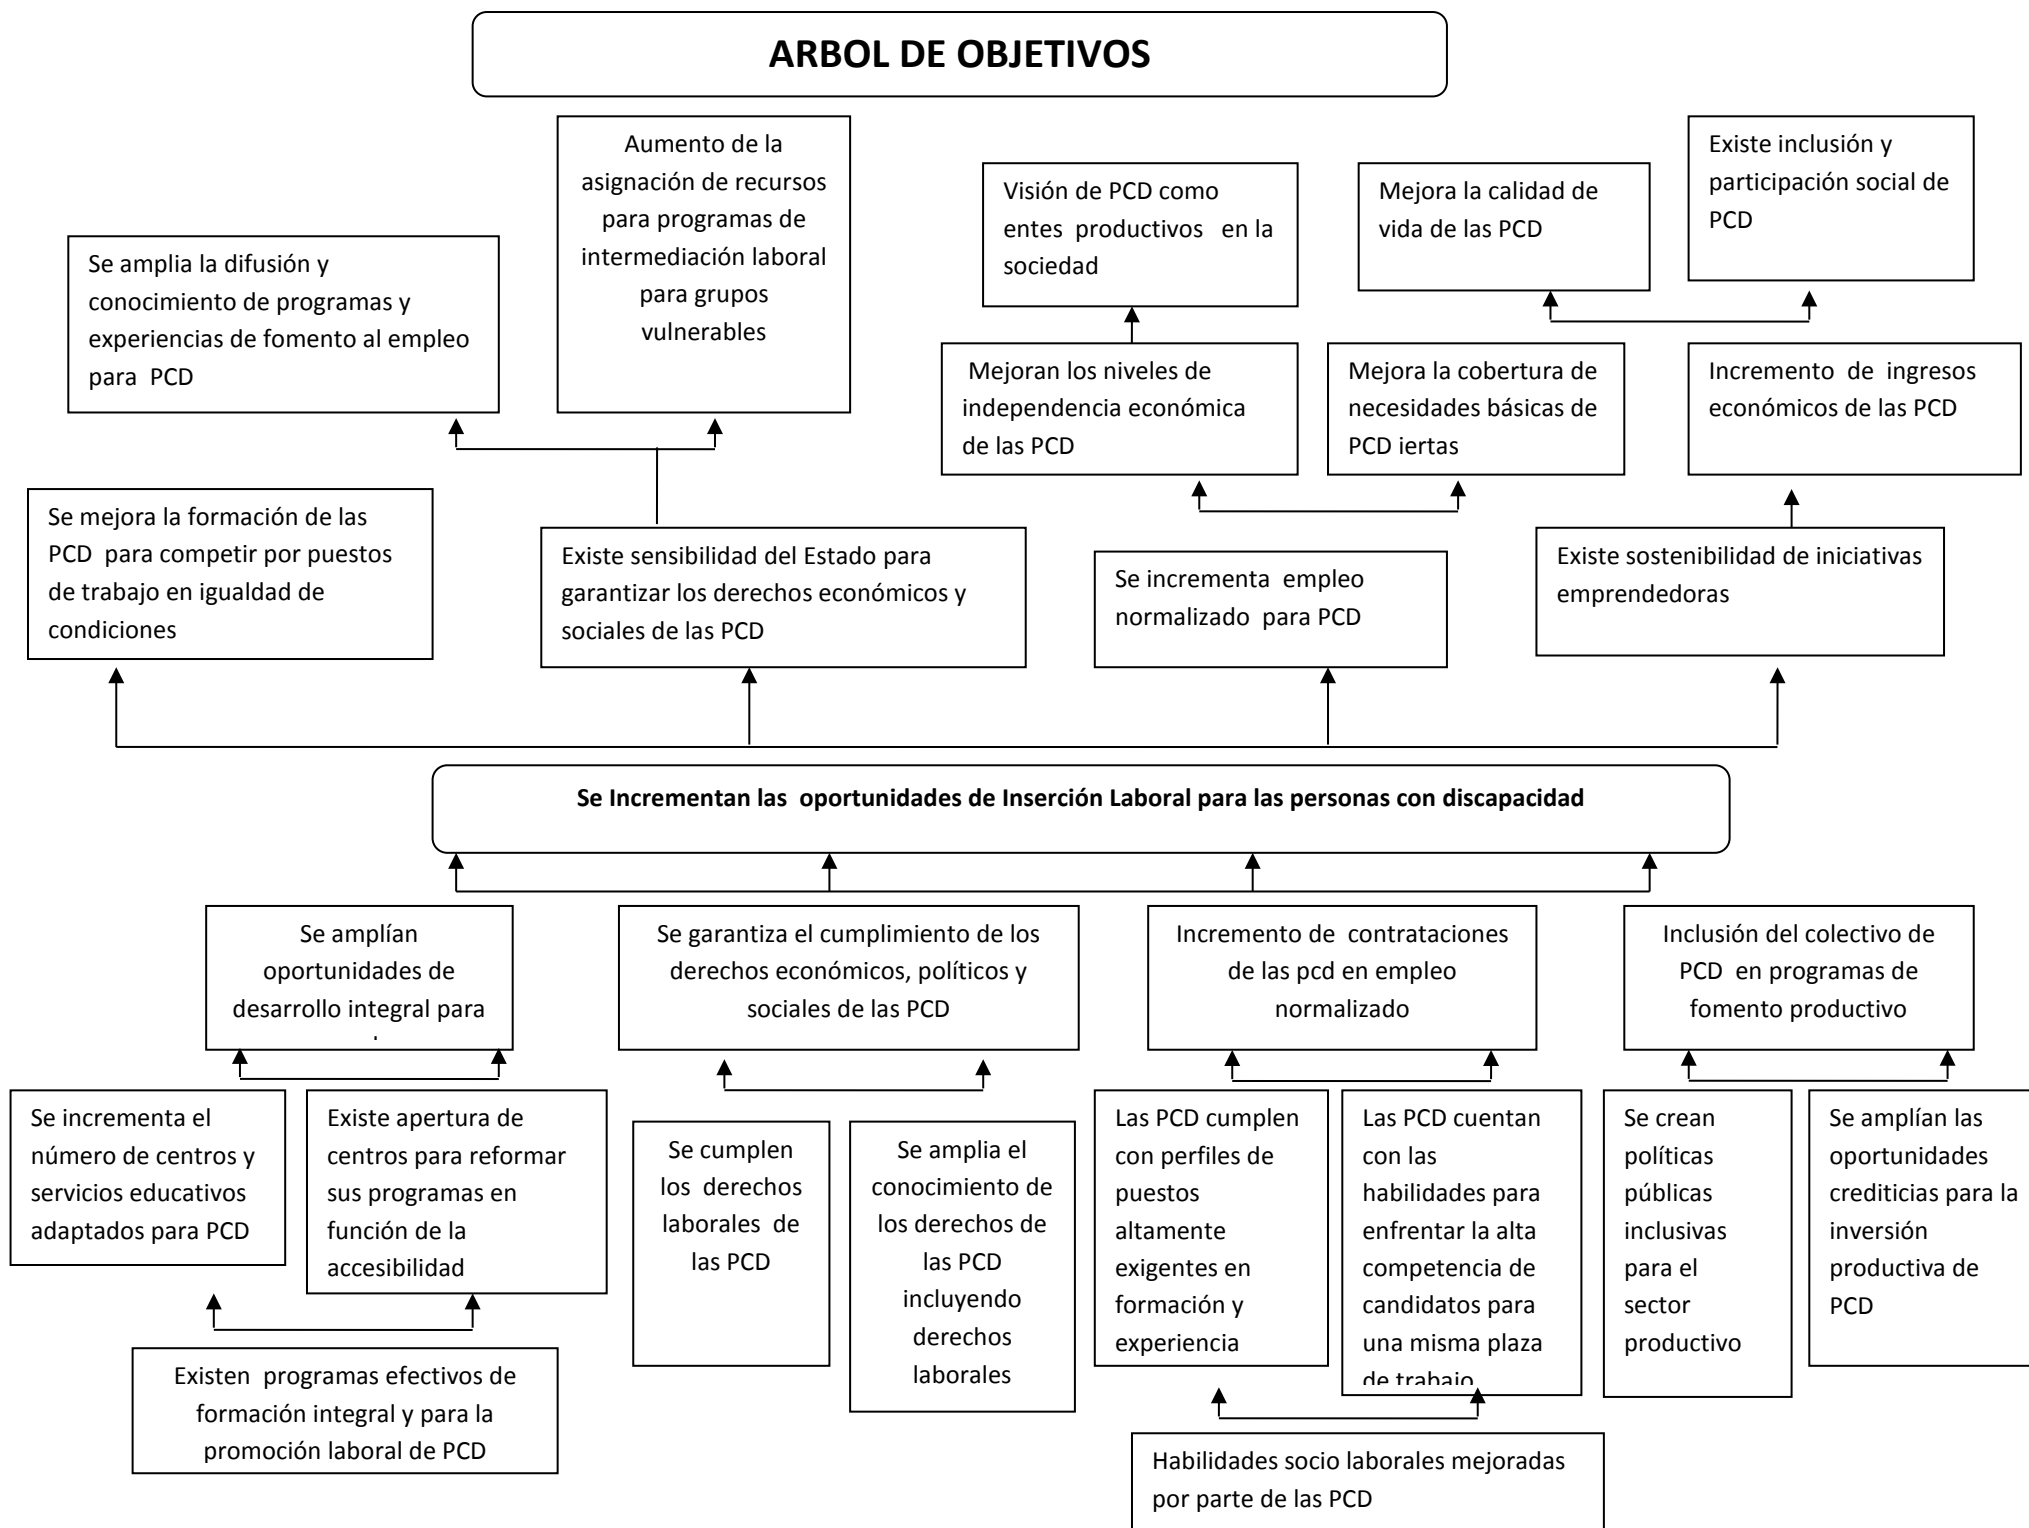 ARBOL DE OBJETIVOS
Se amplia la difusión y
conocimiento de programas y
experiencias de fomento al empleo
para PCD
Aumento de la
asignación de recursos
para programas de
intermediación laboral
para grupos
vulnerables
Visión de PCD como
entes productivos en la
sociedad
Mejora la calidad de
vida de las PCD
Existe inclusión y
participación social de
PCD
Mejoran los niveles de
independencia económica
de las PCD
Mejora la cobertura de
necesidades básicas de
PCD iertas
Incremento de ingresos
económicos de las PCD
Se mejora la formación de las
PCD para competir por puestos
de trabajo en igualdad de
condiciones
Existe sensibilidad del Estado para
garantizar los derechos económicos y
sociales de las PCD
Se incrementa empleo
normalizado para PCD
Existe sostenibilidad de iniciativas
emprendedoras
Se Incrementan las oportunidades de Inserción Laboral para las personas con discapacidad
Se amplían
oportunidades de
desarrollo integral para
Se garantiza el cumplimiento de los
derechos económicos, políticos y
sociales de las PCD
Incremento de contrataciones
de las pcd en empleo
normalizado
Inclusión del colectivo de
PCD en programas de
fomento productivo
Se incrementa el
número de centros y
servicios educativos
adaptados para PCD
Existe apertura de
centros para reformar
sus programas en
función de la
accesibilidad
Se cumplen
los derechos
laborales de
las PCD
Se amplia el
conocimiento de
los derechos de
las PCD
incluyendo
derechos
laborales
Las PCD cumplen
con perfiles de
puestos
altamente
exigentes en
formación y
experiencia
Las PCD cuentan
con las
habilidades para
enfrentar la alta
competencia de
candidatos para
una misma plaza
de trabajo
Se crean
políticas
públicas
inclusivas
para el
sector
productivo
Se amplían las
oportunidades
crediticias para la
inversión
productiva de
PCD
Existen programas efectivos de
formación integral y para la
promoción laboral de PCD
Habilidades socio laborales mejoradas
por parte de las PCD